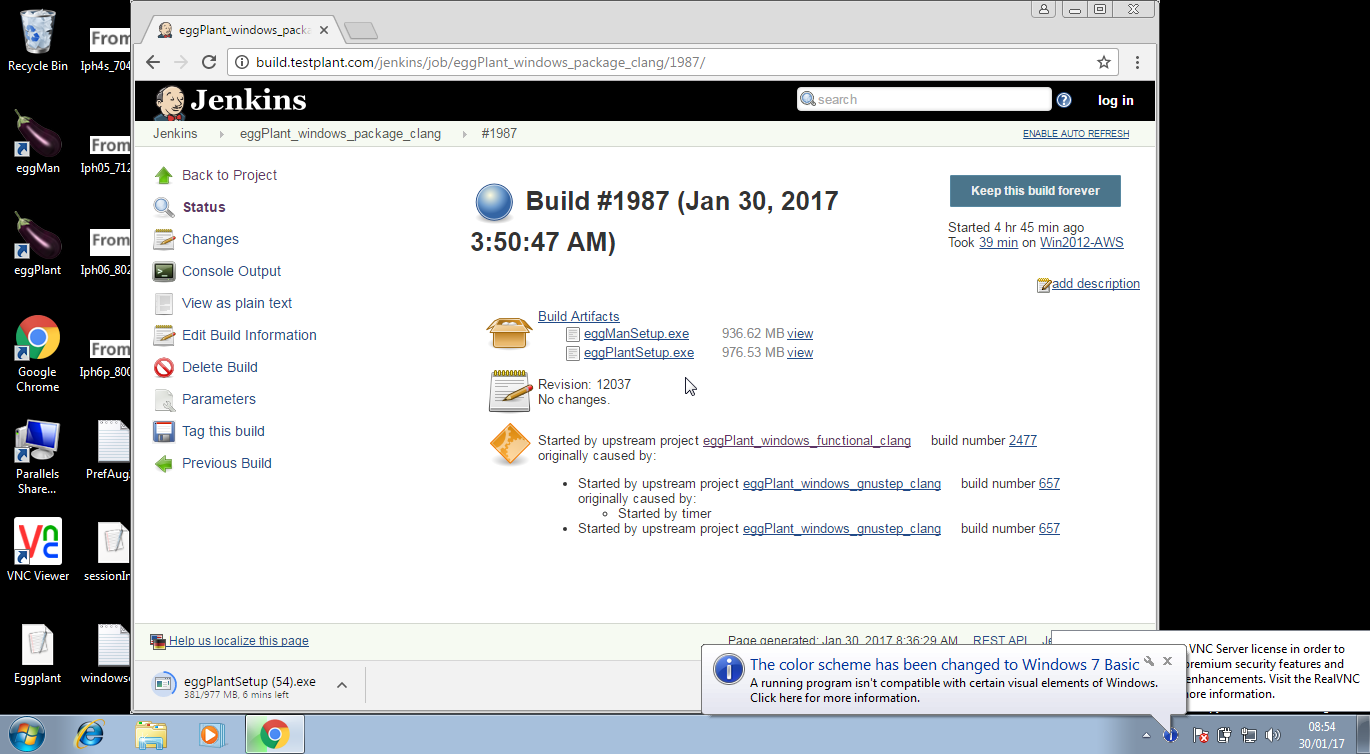 eggPlant_windows_packa
build.testplant.com/jenkins/job/eggPlant_windows_package_clang/1987/
Jenkins
search
log in
Jenkins
eggPlant_windows_package_clang
#1987
ENABLE AUTO REFRESH
Back to Project
Status
Changes
Console Output
View as plain text
Edit Build Information
Delete Build
Parameters
Tag this build
Previous Build
Build #1987 (Jan 30, 2017
3:50:47 AM)
Keep this build forever
Started 4 hr 45 min ago
Took 39 min on Win2012-AWS
add description
Build Artifacts
eggManSetup.exe 936.62 MB view
eggPlantSetup.exe 976.53 MB view
Revision: 12037
No changes.
Started by upstream project eggPlant_windows_functional_clang build number 2477
originally caused by:
Started by upstream project eggPlant_windows_gnustep_clang build number 657
originally caused by:
Started by timer
Started by upstream project eggPlant_windows_gnustep_clang build number 657
Help us localize this page
Page generated: Jan 30, 2017 8:36:29 AM REST API Je
eggPlantSetup (54).exe
381/977 MB, 6 mins left
Recycle Bin
eggMan
eggPlant
Google
Chrome
Parallels
Share...
VNC Viewer
Eggplant
From
Iph4s_704
From
Iph05_712
From
Iph06_802
From
Iph6p_800
PrefAug
sessionIn
windowse
The color scheme has been changed to Windows 7 Basic
A running program isn't compatible with certain visual elements of Windows.
Click here for more information.
VNC Server license in order to
premium security features and
enhancements. Visit the RealVNC
more information.
08:54
30/01/17